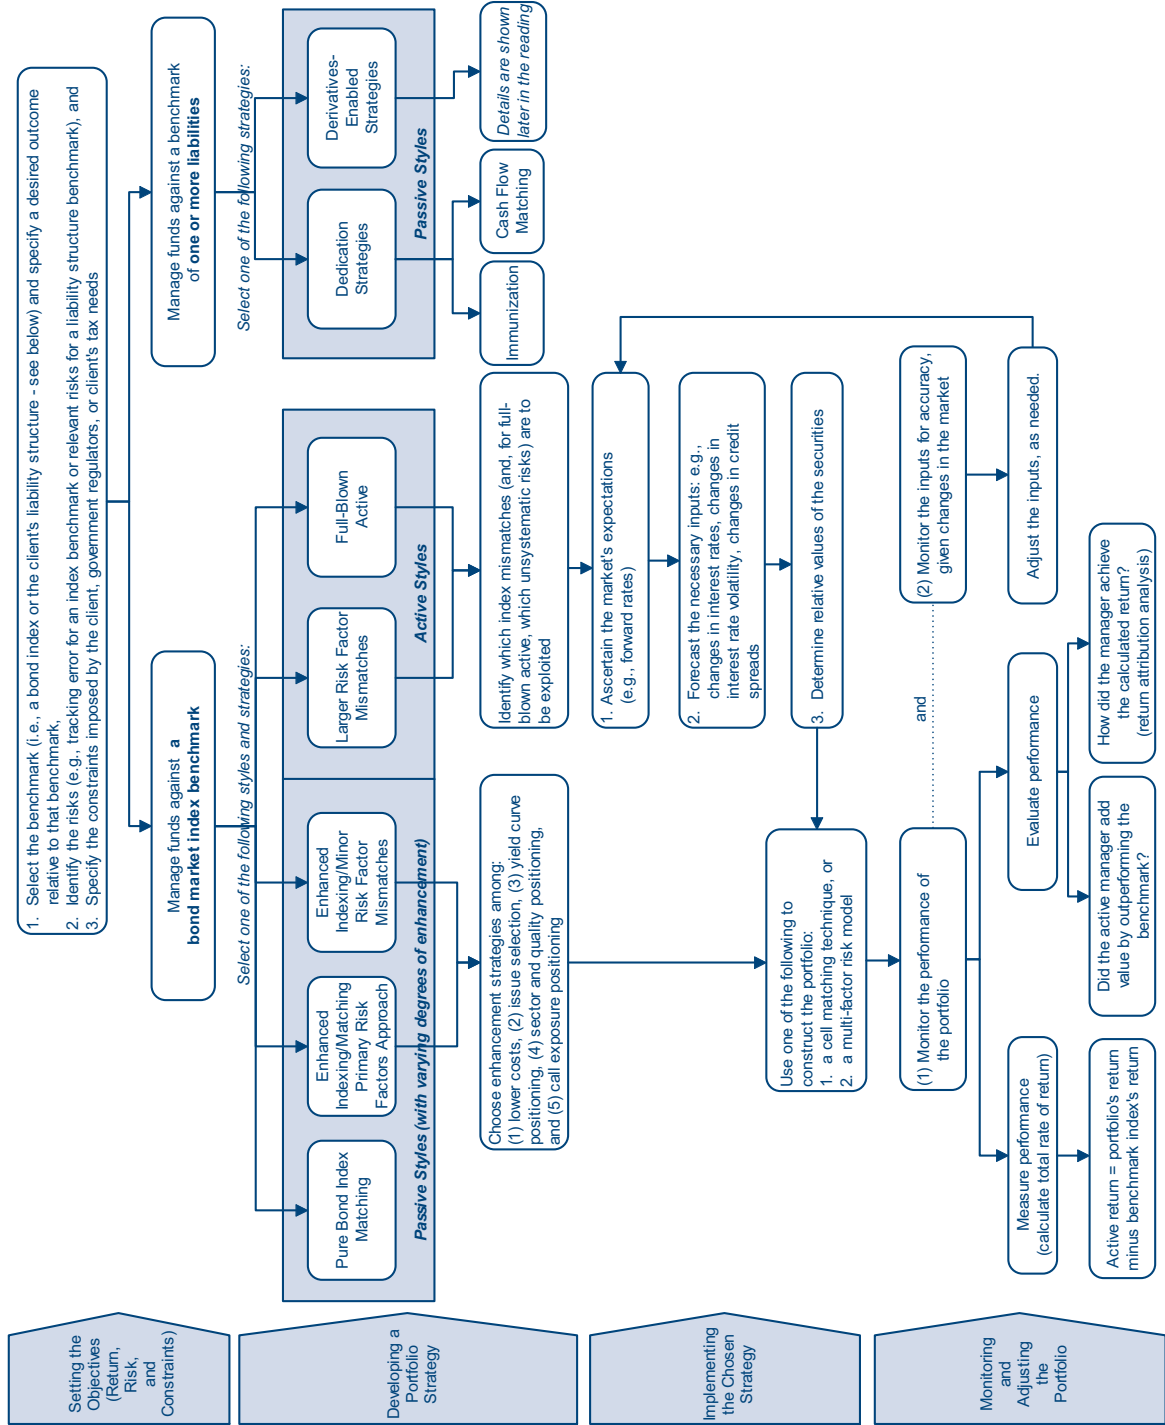 Setting the
Objectives
(Return,
Risk,
and
Constraints)
1. Select the benchmark (i.e., a bond index or the client's liability structure - see below) and specify a desired outcome
relative to that benchmark,
2. Identify the risks (e.g., tracking error for an index benchmark or relevant risks for a liability structure benchmark), and
3. Specify the constraints imposed by the client, government regulators, or client's tax needs
Manage funds against a
bond market index benchmark
Manage funds against a benchmark
of one or more liabilities
Developing a
Portfolio
Strategy
Select one of the following styles and strategies:
Pure Bond Index
Matching
Enhanced
Indexing/Matching
Primary Risk
Factors Approach
Enhanced
Indexing/Minor
Risk Factor
Mismatches
Passive Styles (with varying degrees of enhancement)
Larger Risk Factor
Mismatches
Full-Blown
Active
Active Styles
Select one of the following strategies:
Dedication
Strategies
Derivatives-
Enabled
Strategies
Passive Styles
Choose enhancement strategies among:
(1) lower costs, (2) issue selection, (3) yield curve
positioning, (4) sector and quality positioning,
and (5) call exposure positioning
Identify which index mismatches (and, for full-
blown active, which unsystematic risks) are to
be exploited
Immunization
Cash Flow
Matching
Details are shown
later in the reading
Implementing
the Chosen
Strategy
1. Ascertain the market's expectations
(e.g., forward rates)
2. Forecast the necessary inputs: e.g.,
changes in interest rates, changes in
interest rate volatility, changes in credit
spreads
3. Determine relative values of the securities
Use one of the following to
construct the portfolio:
1. a cell matching technique, or
2. a multi-factor risk model
Monitoring
and
Adjusting
the
Portfolio
(1) Monitor the performance of
the portfolio
and
(2) Monitor the inputs for accuracy,
given changes in the market
Measure performance
(calculate total rate of return)
Evaluate performance
Adjust the inputs, as needed.
Active return = portfolio's return
minus benchmark index's return
Did the active manager add
value by outperforming the
benchmark?
How did the manager achieve
the calculated return?
(return attribution analysis)